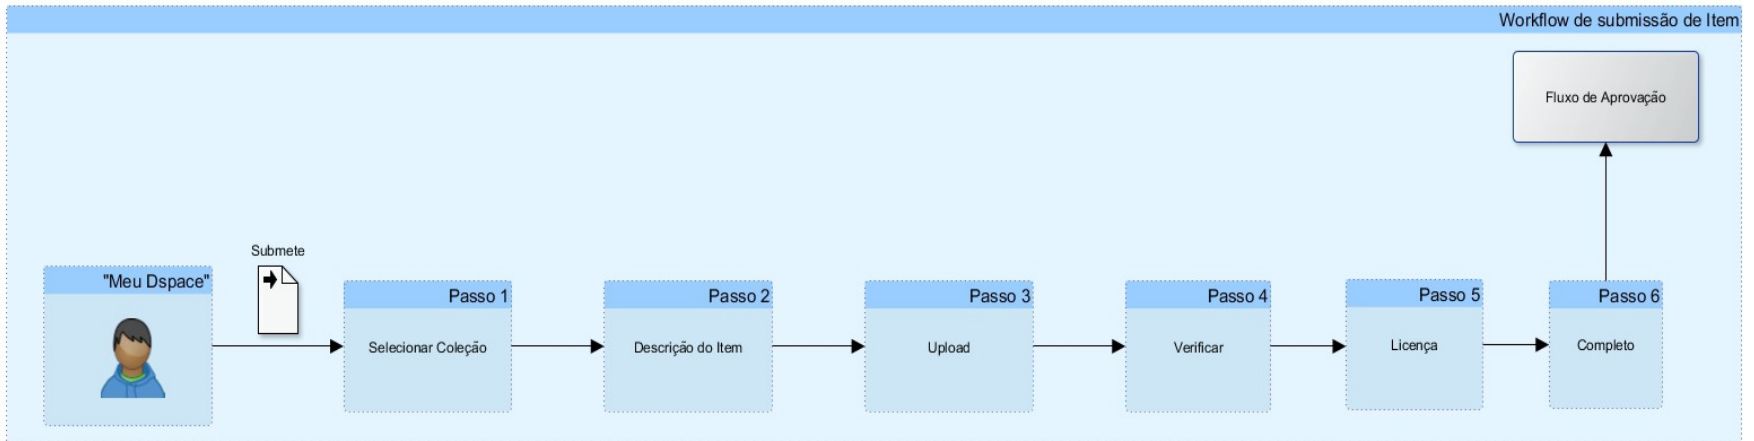 Workflow de submissão de Item
Fluxo de Aprovação
Submete
"Meu Dspace"
Passo 1
Selecionar Coleção
Passo 2
Descrição do Item
Passo 3
Upload
Passo 4
Verificar
Passo 5
Licença
Passo 6
Completo